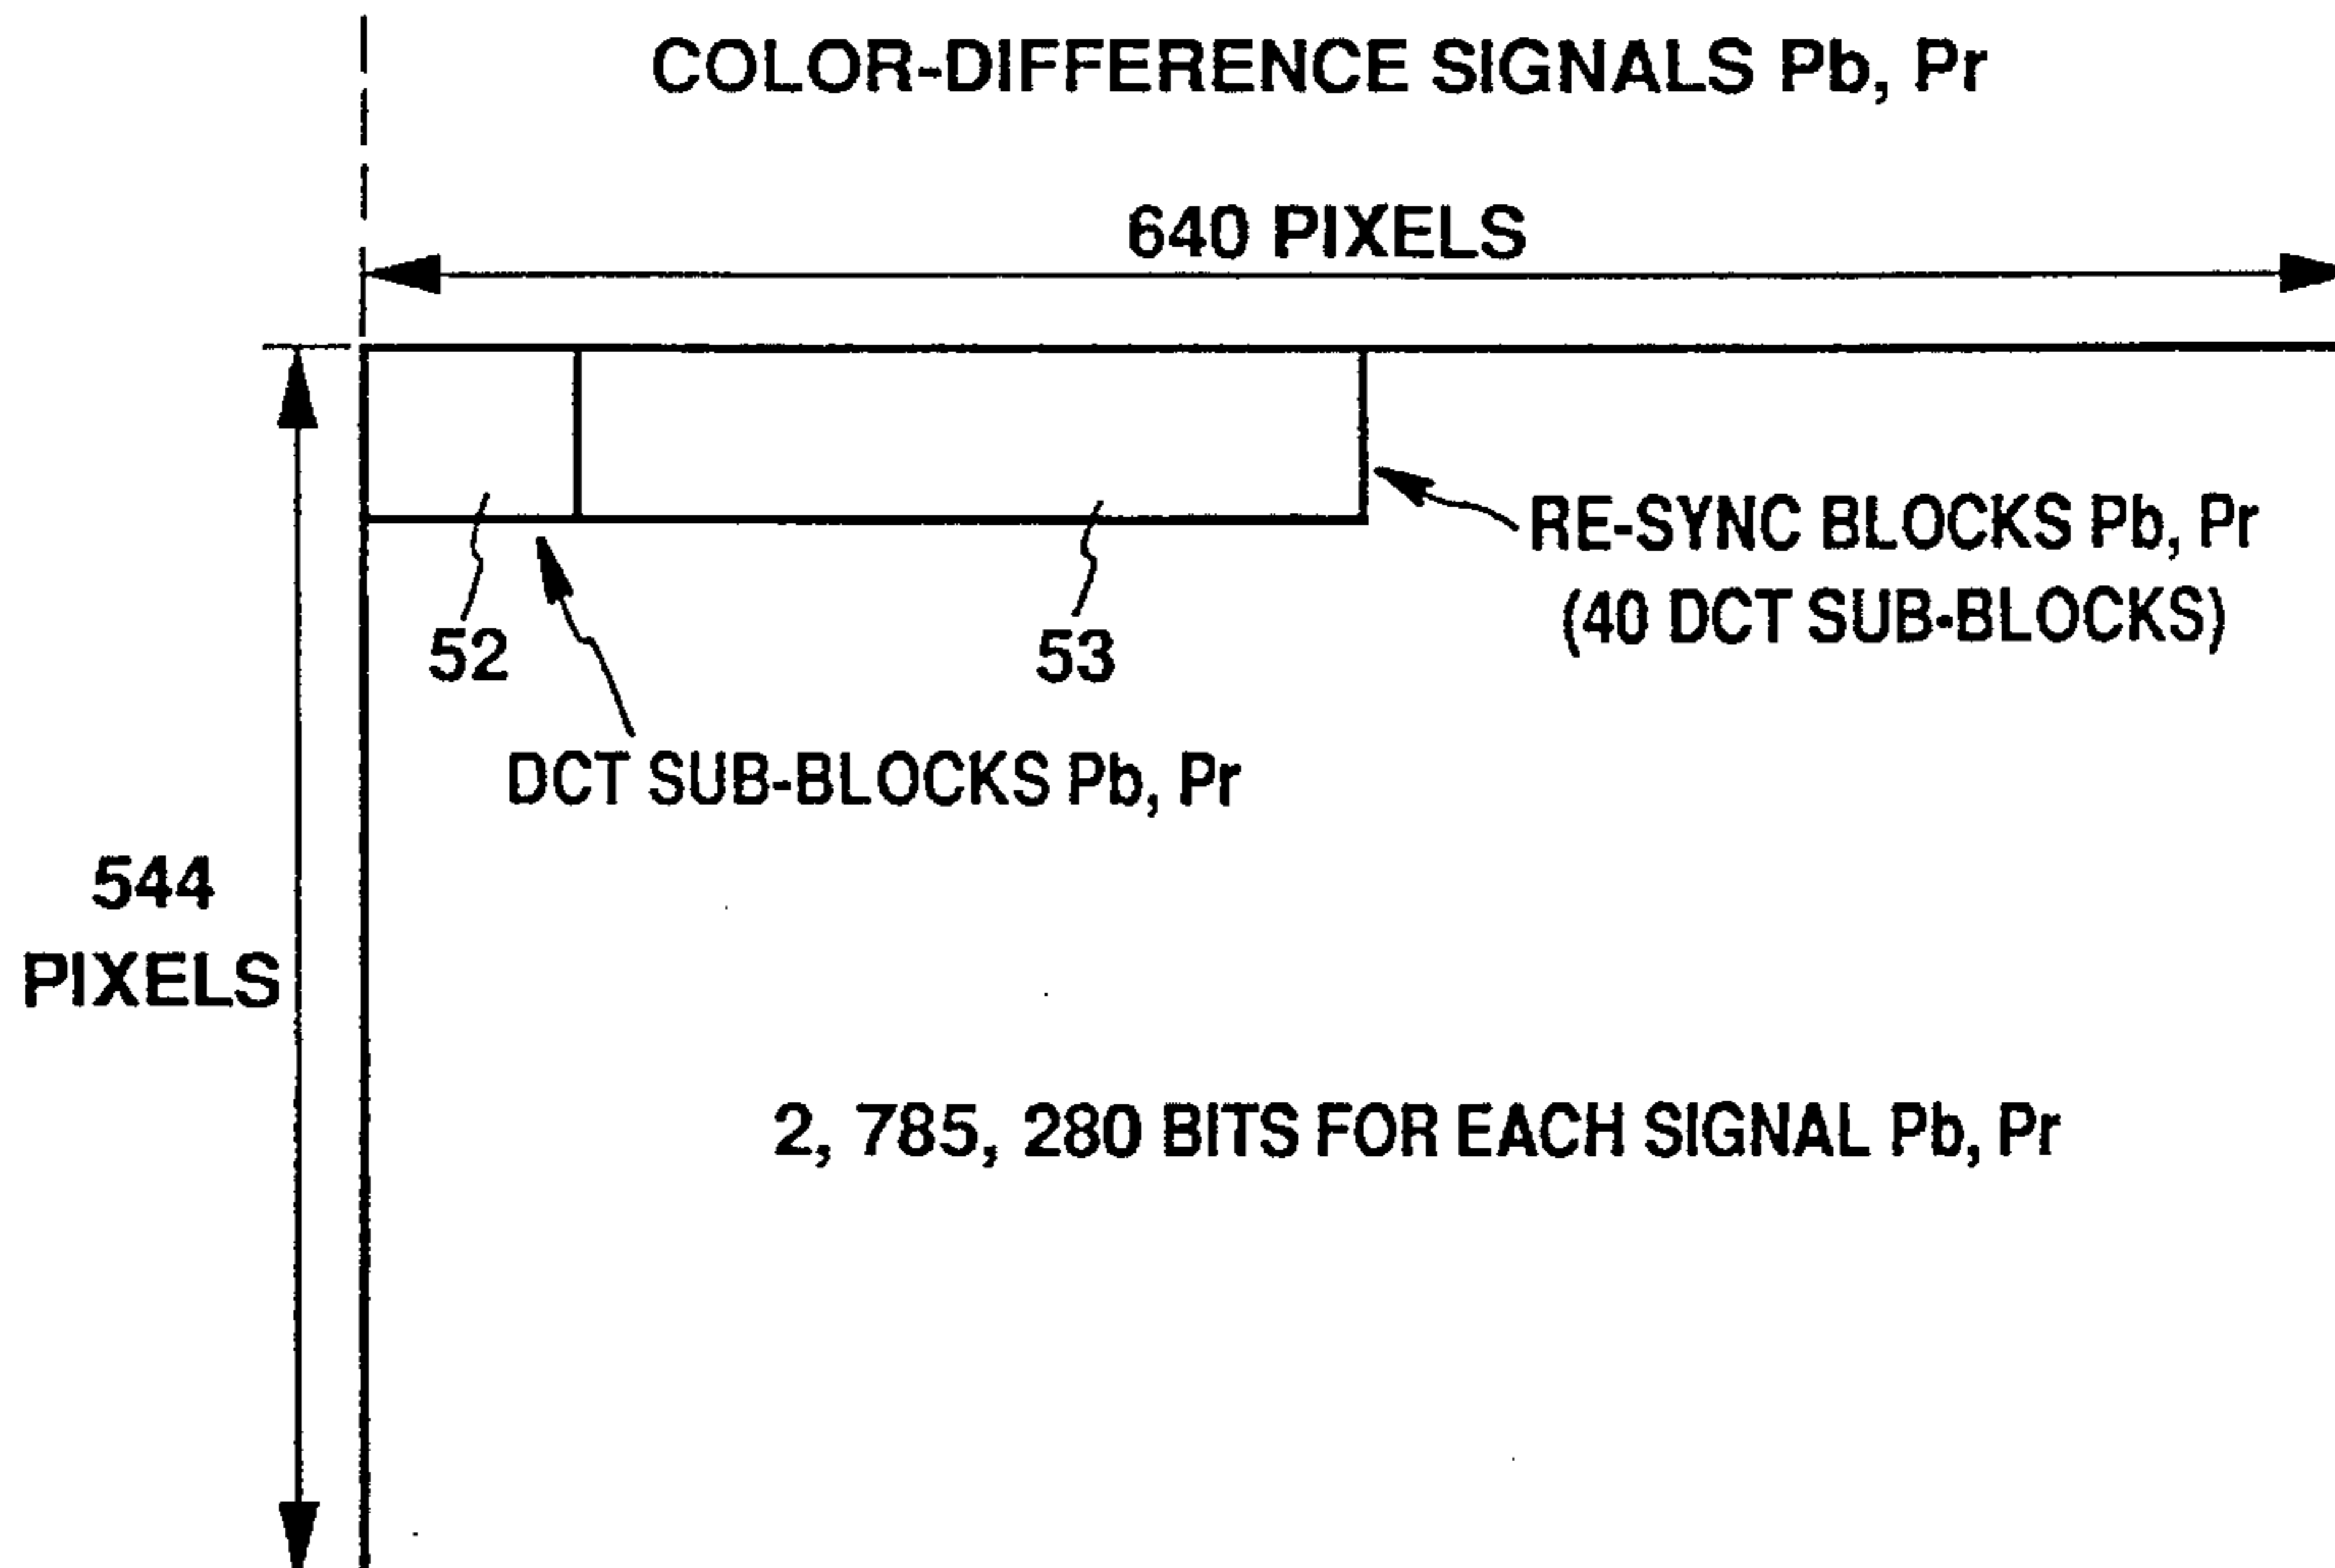 COLOR-DIFFERENCE SIGNALS Pb, Pr
640 PIXELS
RE-SYNC BLOCKS Pb, Pr
(40 DCT SUB-BLOCKS)
52
53
DCT SUB-BLOCKS Pb, Pr
544
PIXELS
2, 785, 280 BITS FOR EACH SIGNAL Pb, Pr